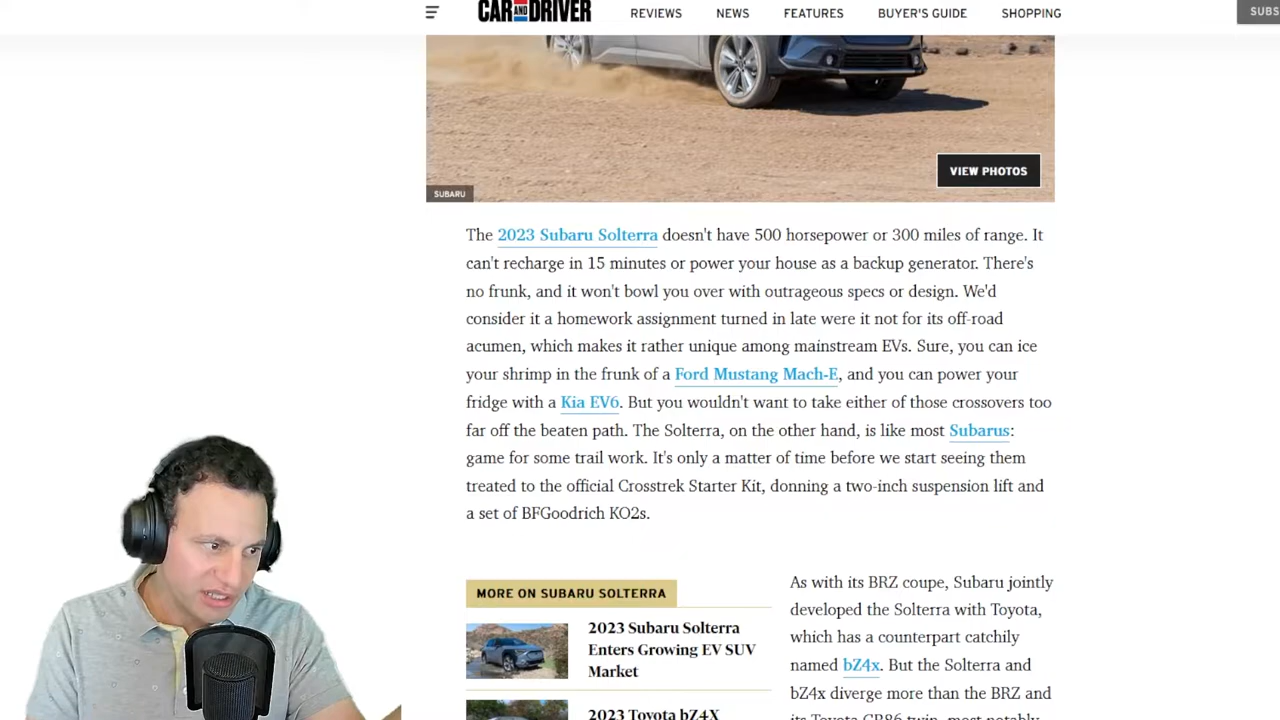 CAR AND DRIVER
REVIEWS
NEWS
FEATURES
BUYER'S GUIDE
SHOPPING
SUBS
VIEW PHOTOS
SUBARU
The 2023 Subaru Solterra doesn't have 500 horsepower or 300 miles of range. It
can't recharge in 15 minutes or power your house as a backup generator. There's
no frunk, and it won't bowl you over with outrageous specs or design. We'd
consider it a homework assignment turned in late were it not for its off-road
acumen, which makes it rather unique among mainstream EVs. Sure, you can ice
your shrimp in the frunk of a Ford Mustang Mach-E, and you can power your
fridge with a Kia EV6. But you wouldn't want to take either of those crossovers too
far off the beaten path. The Solterra, on the other hand, is like most Subarus:
game for some trail work. It's only a matter of time before we start seeing them
treated to the official Crosstrek Starter Kit, donning a two-inch suspension lift and
a set of BFGoodrich KO2s.
MORE ON SUBARU SOLTERRA
2023 Subaru Solterra
Enters Growing EV SUV
Market
2023 Toyota bZ4X
As with its BRZ coupe, Subaru jointly
developed the Solterra with Toyota,
which has a counterpart catchily
named bZ4x. But the Solterra and
bZ4x diverge more than the BRZ and
its Toyota GR86 twin, most notably